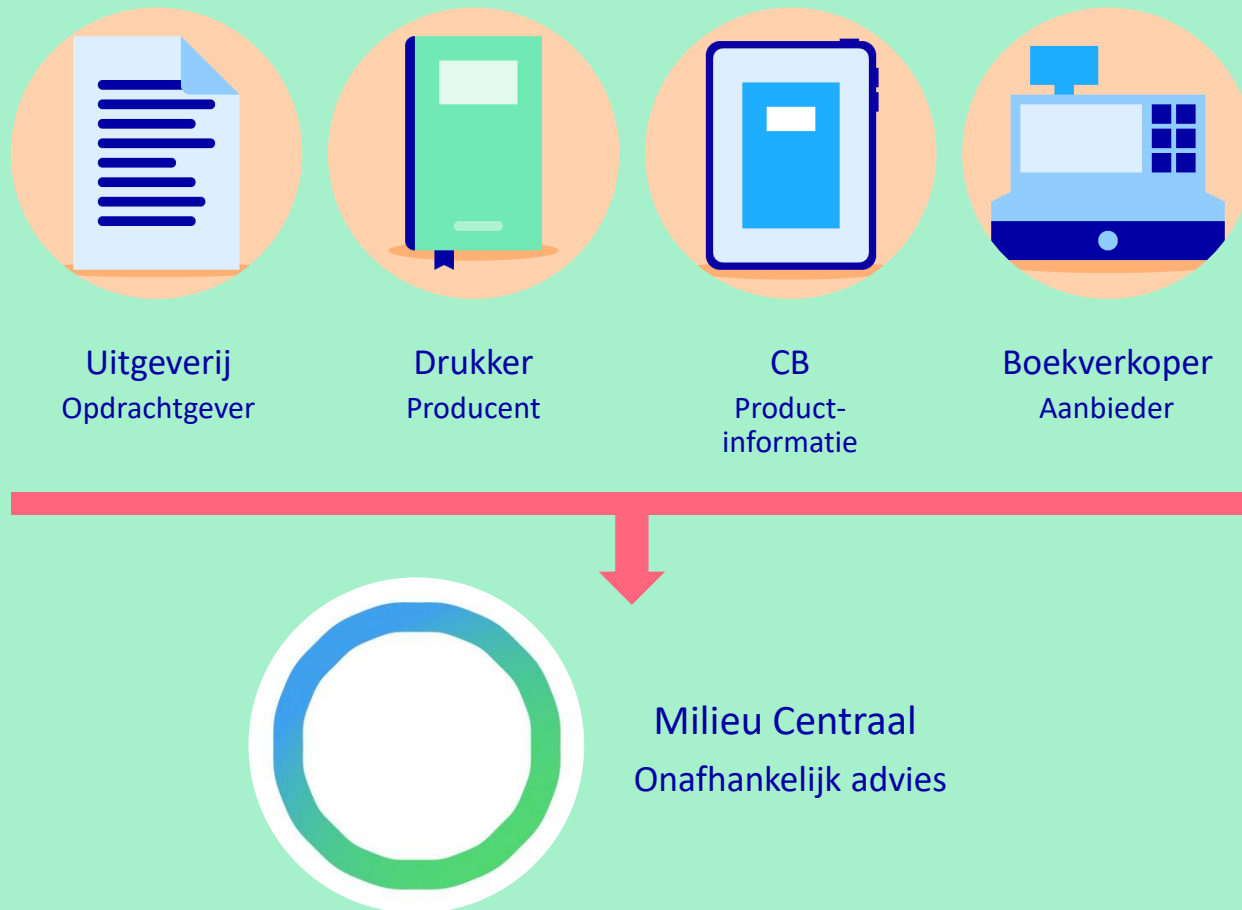 Uitgeverij
Opdrachtgever
Drukker
Producent
CB
Product-
informatie
Boekverkoper
Aanbieder
Milieu Centraal
Onafhankelijk advies